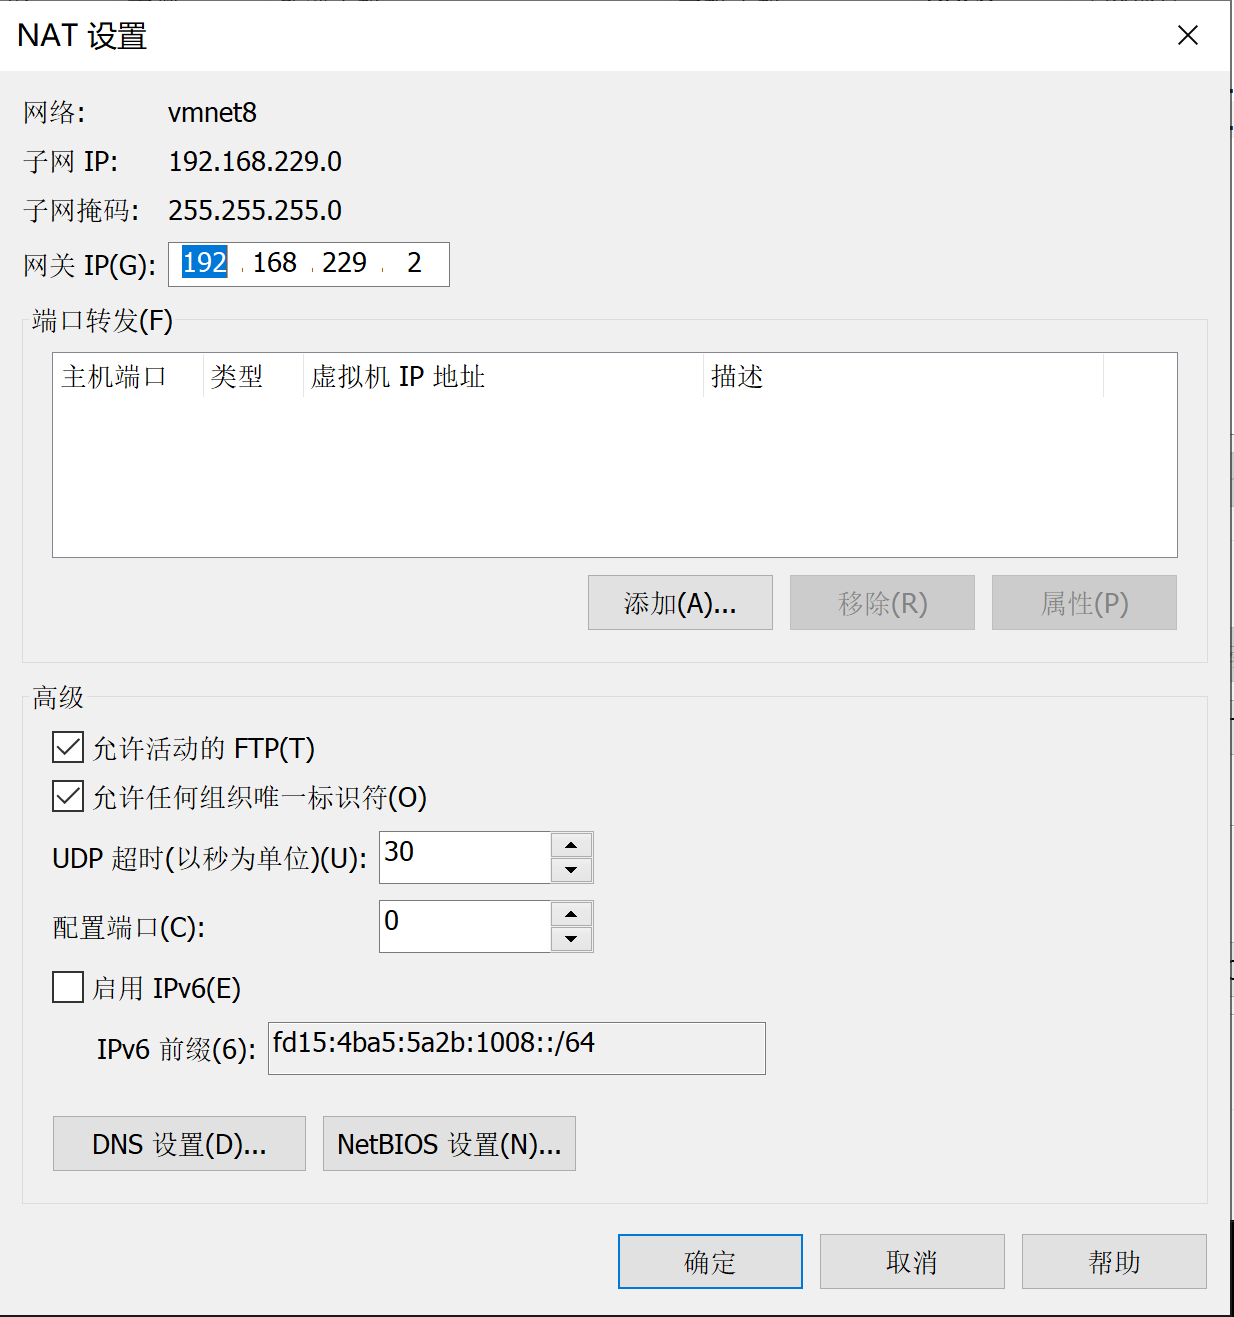 NAT 设置
网络: vmnet8
子网 IP: 192.168.229.0
子网掩码: 255.255.255.0
网关 IP(G): 192 . 168 . 229 . 2
端口转发(F)
主机端口 类型 虚拟机 IP 地址 描述
添加(A)... 移除(R) 属性(P)
高级
允许活动的 FTP(T)
允许任何组织唯一标识符(O)
UDP 超时(以秒为单位)(U): 30
配置端口(C): 0
启用 IPv6(E)
IPv6 前缀(6): fd15:4ba5:5a2b:1008::/64
DNS 设置(D)... NetBIOS 设置(N)...
确定 取消 帮助